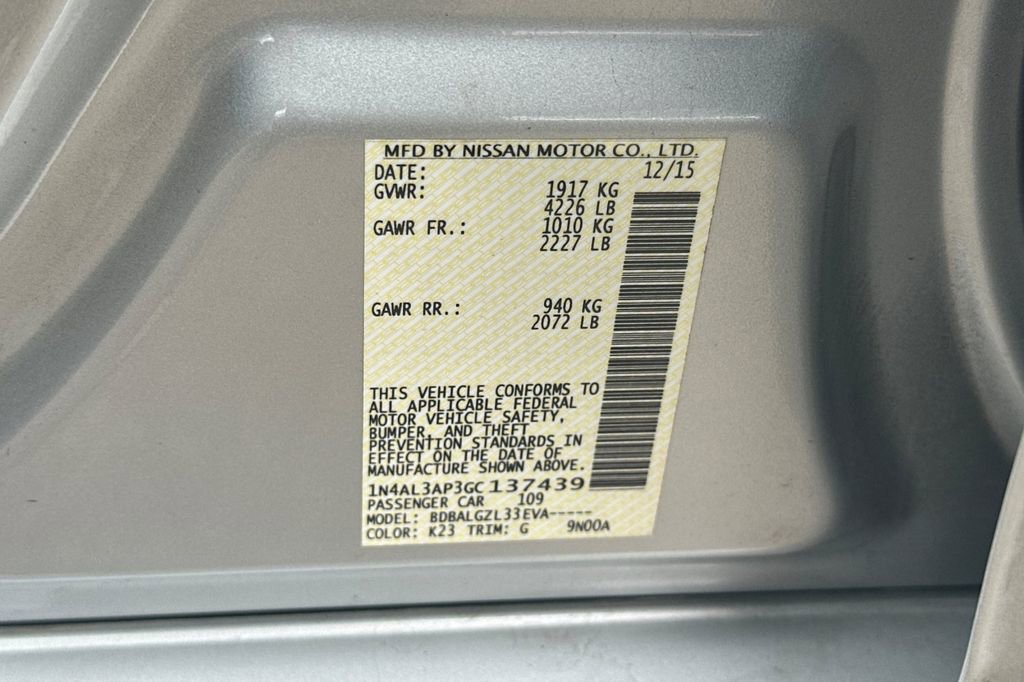 MFD BY NISSAN MOTOR CO., LTD.
DATE: 12/15
GVWR: 1917 KG
4226 LB
GAWR FR.: 1010 KG
2227 LB
GAWR RR.: 940 KG
2072 LB
THIS VEHICLE CONFORMS TO
ALL APPLICABLE FEDERAL
MOTOR VEHICLE SAFETY,
BUMPER, AND THEFT
PREVENTION STANDARDS IN
EFFECT ON THE DATE OF
MANUFACTURE SHOWN ABOVE.
1N4AL3AP3GC137439
PASSENGER CAR 109
MODEL: BDBALGZL33EVA-----
COLOR: K23 TRIM: G 9N00A